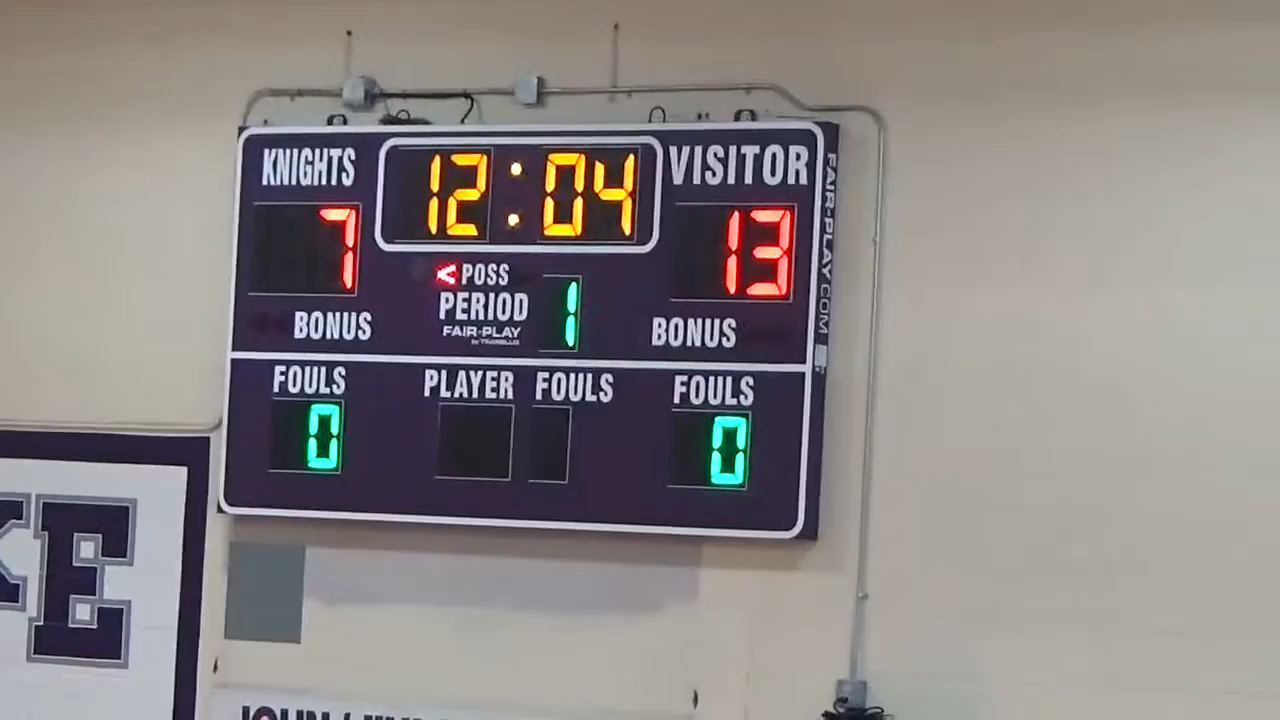 KNIGHTS 12:04 VISITOR
7 13
< POSS
PERIOD 1
FAIR-PLAY
BONUS BONUS
FOULS PLAYER FOULS FOULS
0 0
FAIR-PLAY.COM
KE